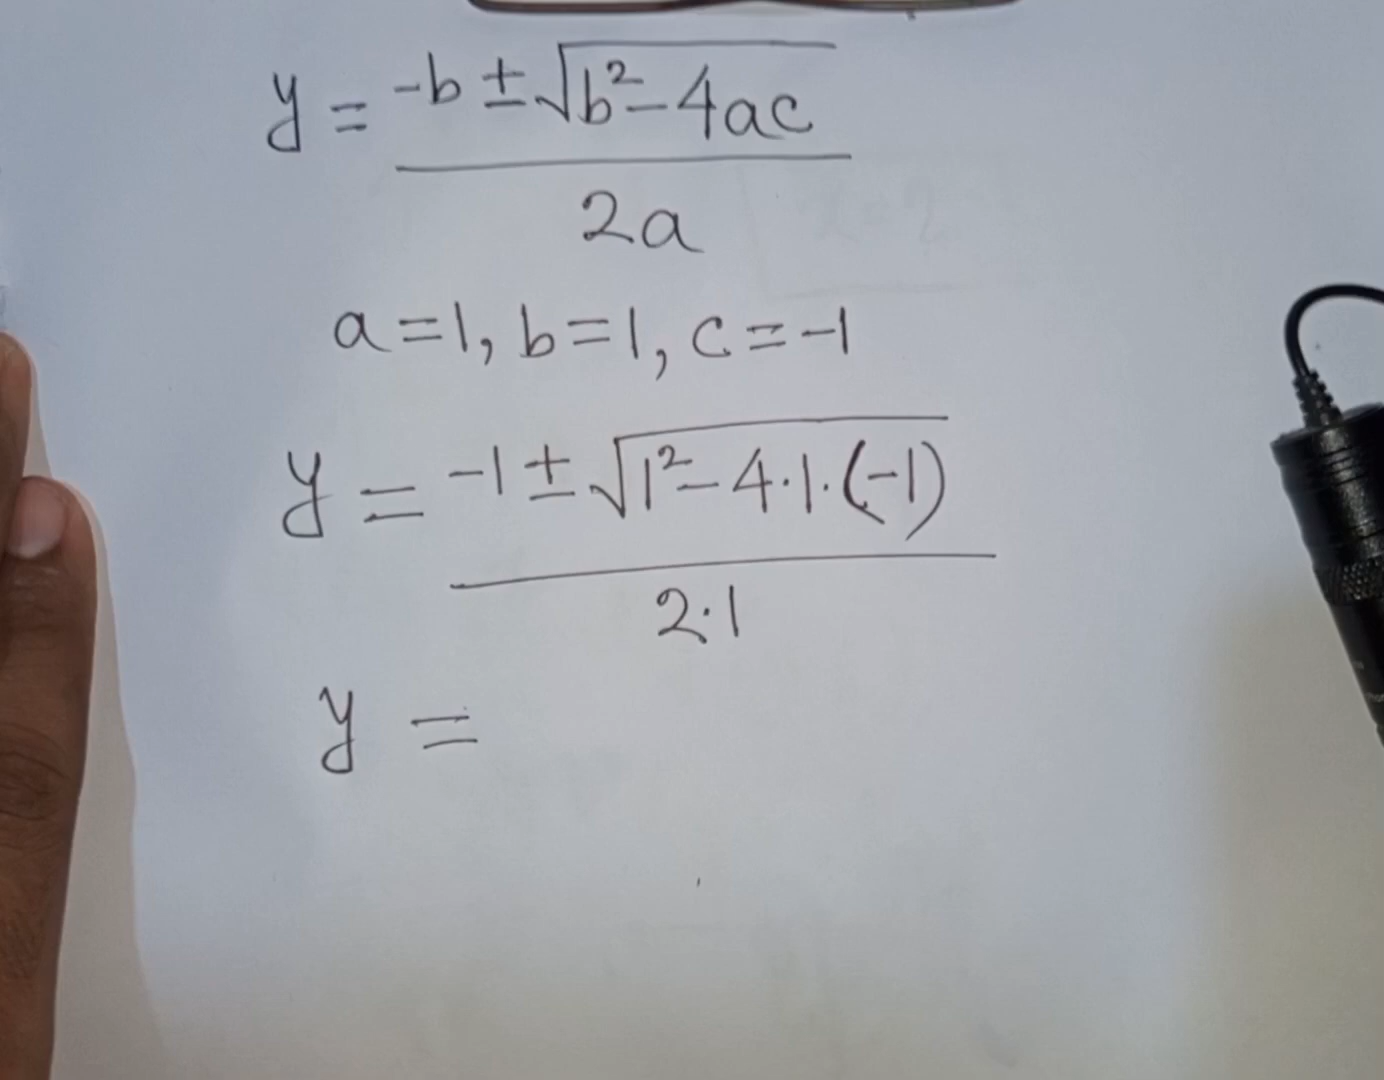 y = -b ± √b² - 4ac / 2a
a = 1, b = 1, c = -1
y = -1 ± √1² - 4·1·(-1) / 2·1
y =